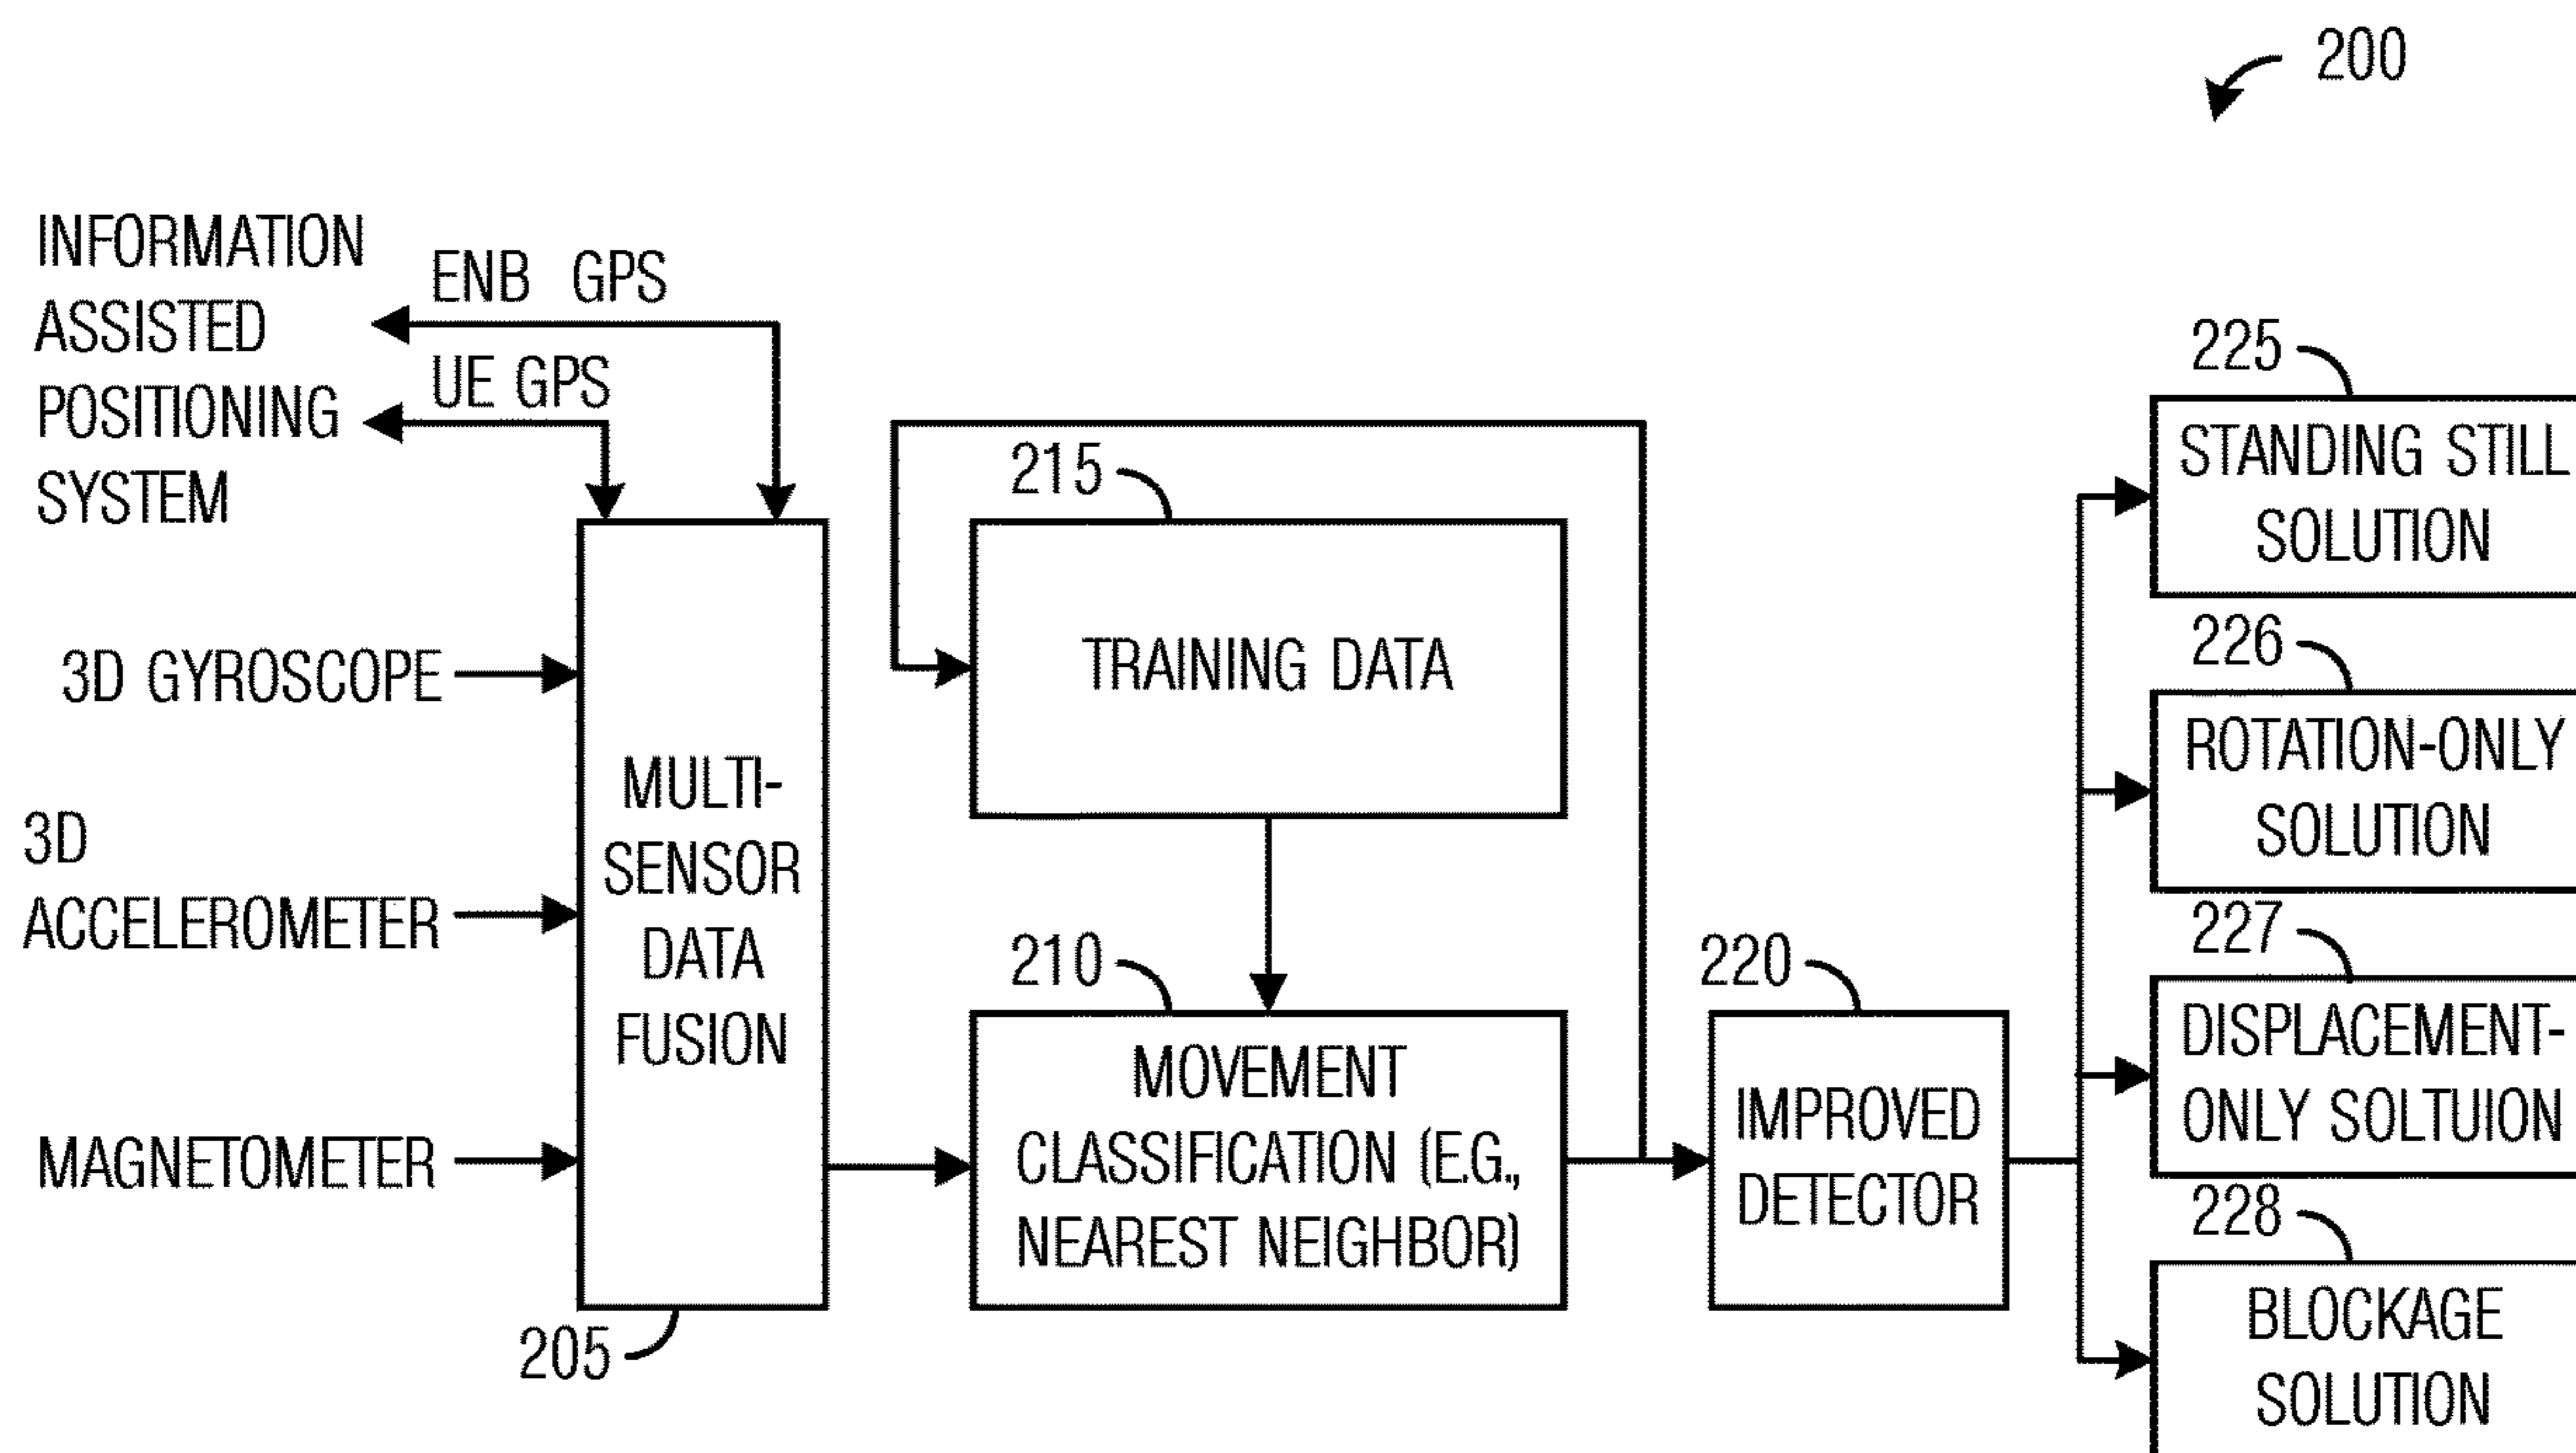 200
INFORMATION
ASSISTED
POSITIONING
SYSTEM
ENB GPS
UE GPS
3D GYROSCOPE
3D
ACCELEROMETER
MAGNETOMETER
MULTI-
SENSOR
DATA
FUSION
205
215
TRAINING DATA
210
MOVEMENT
CLASSIFICATION (E.G.,
NEAREST NEIGHBOR)
220
IMPROVED
DETECTOR
225
STANDING STILL
SOLUTION
226
ROTATION-ONLY
SOLUTION
227
DISPLACEMENT-
ONLY SOLTUION
228
BLOCKAGE
SOLUTION